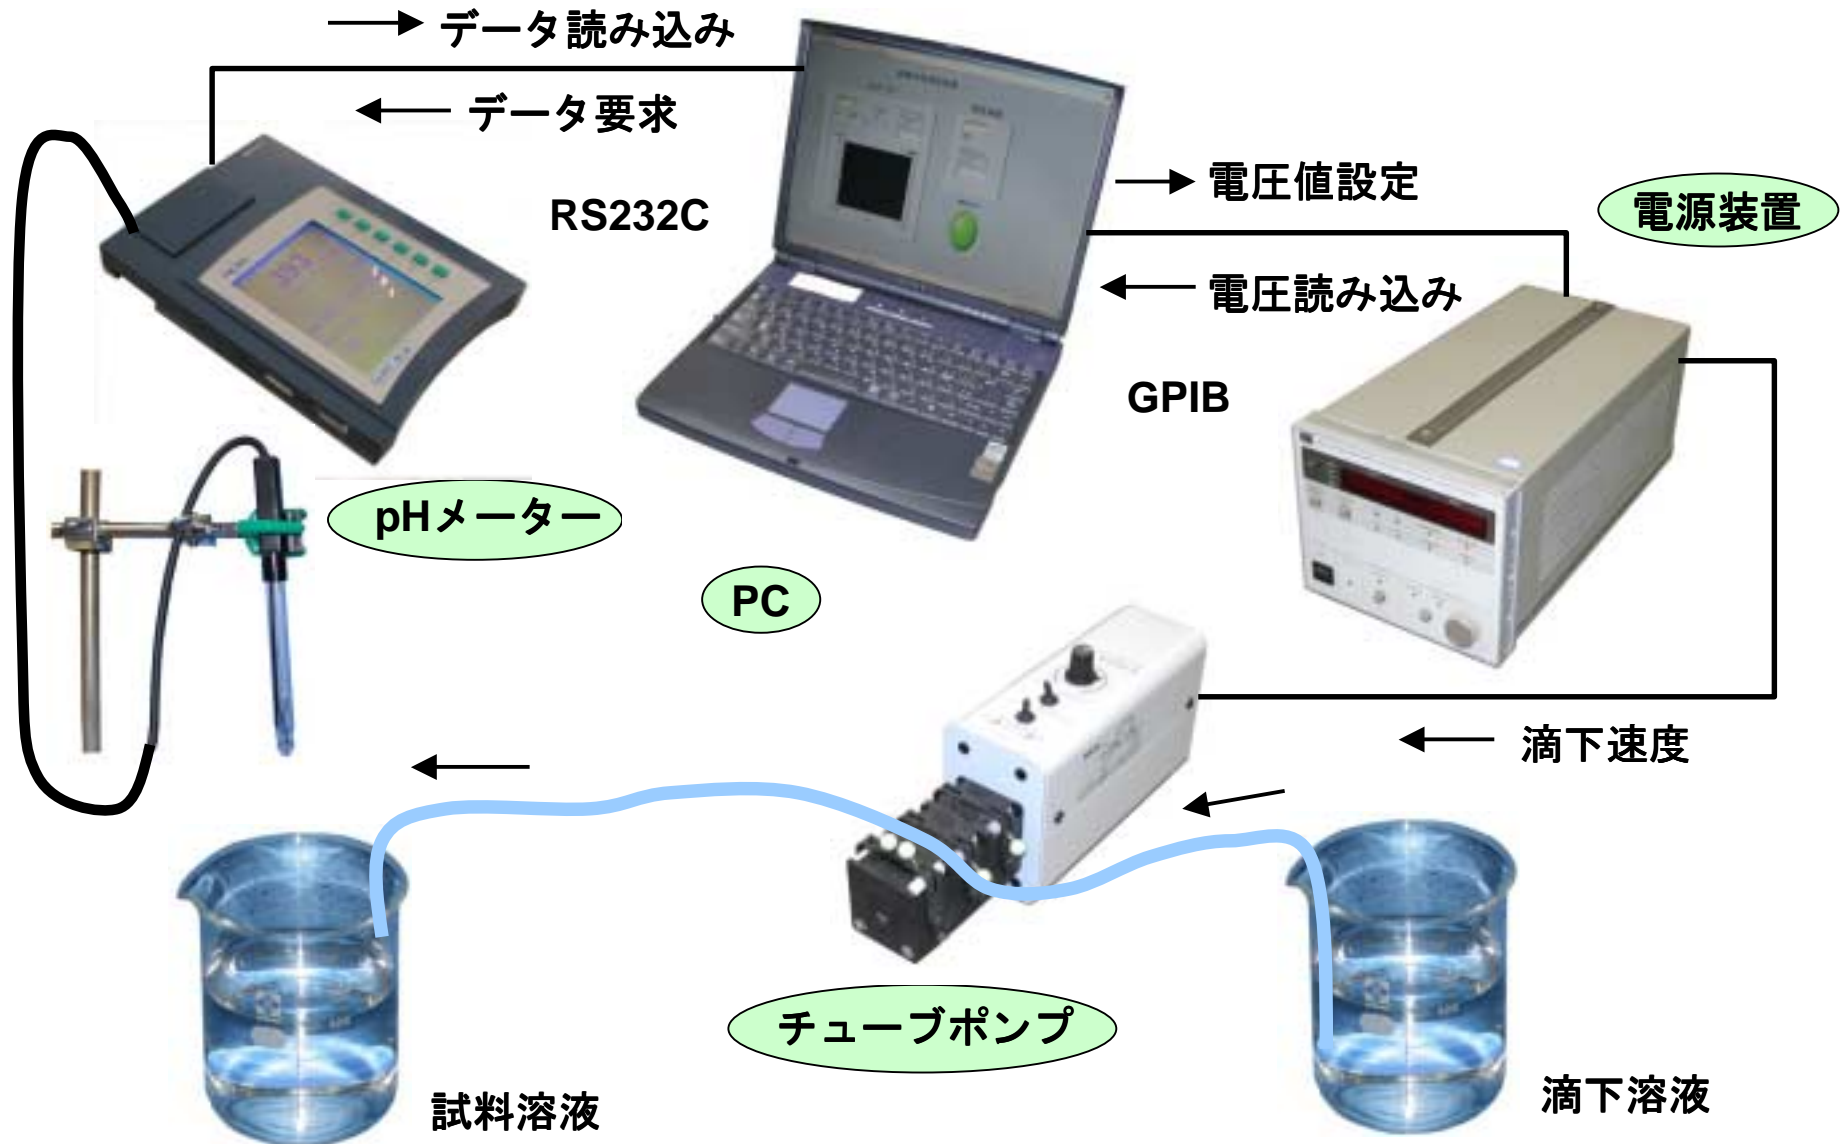 データ読み込み
データ要求
RS232C
電圧値設定
電源装置
電圧読み込み
GPIB
pHメーター
PC
滴下速度
チューブポンプ
試料溶液
滴下溶液